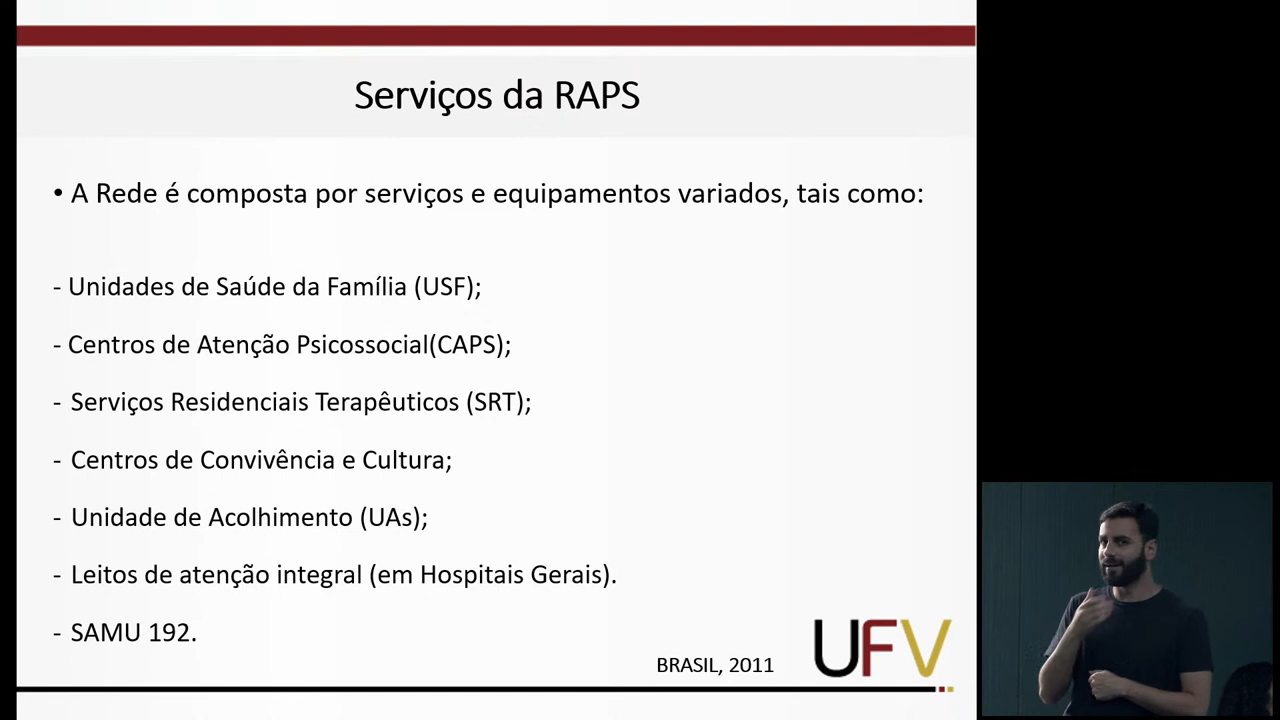 Serviços da RAPS
• A Rede é composta por serviços e equipamentos variados, tais como:
- Unidades de Saúde da Família (USF);
- Centros de Atenção Psicossocial(CAPS);
- Serviços Residenciais Terapêuticos (SRT);
- Centros de Convivência e Cultura;
- Unidade de Acolhimento (UAs);
- Leitos de atenção integral (em Hospitais Gerais).
- SAMU 192.
BRASIL, 2011
UFV